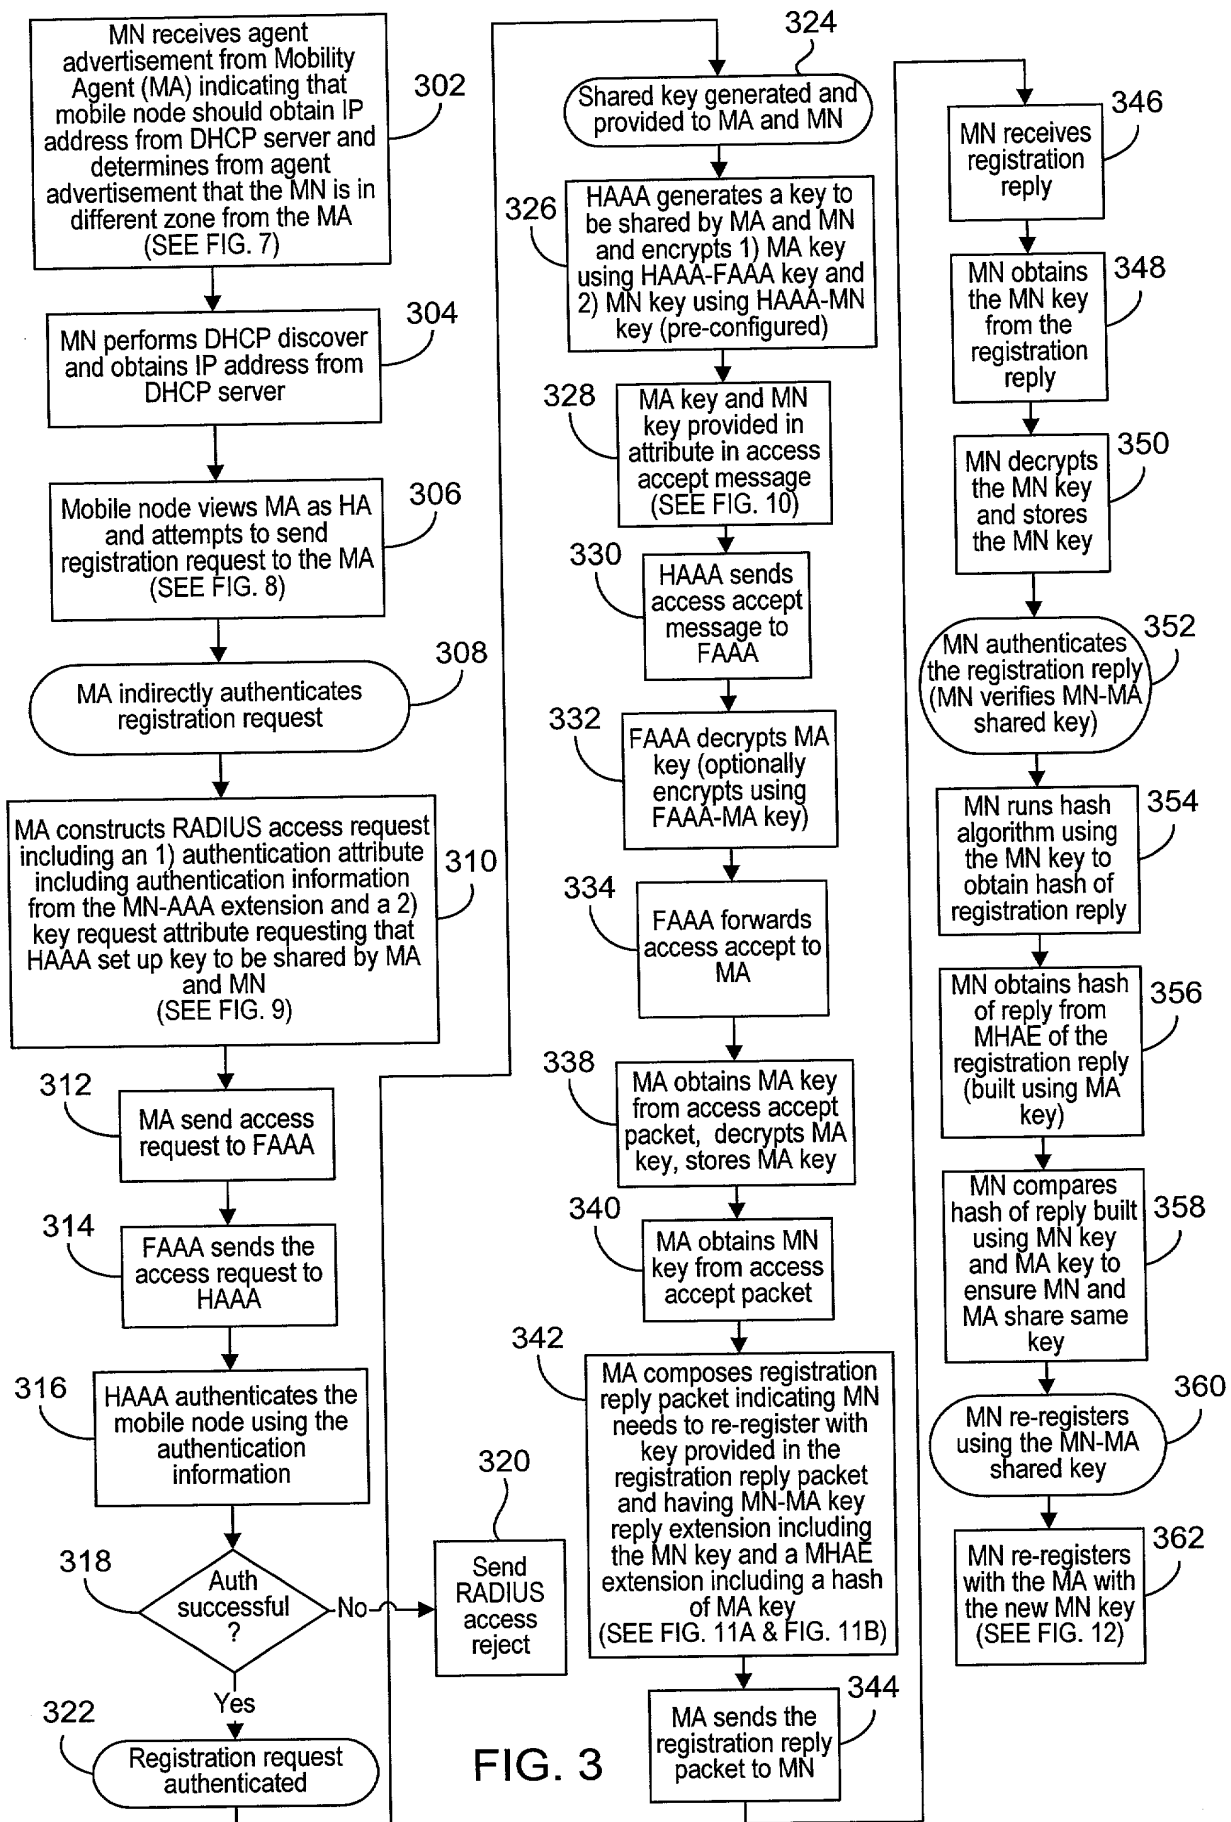 MN receives agent
advertisement from Mobility
Agent (MA) indicating that
mobile node should obtain IP
address from DHCP server and
determines from agent
advertisement that the MN is in
different zone from the MA
(SEE FIG. 7)
302
MN performs DHCP discover
and obtains IP address from
DHCP server
304
Mobile node views MA as HA
and attempts to send
registration request to the MA
(SEE FIG. 8)
306
MA indirectly authenticates
registration request
308
MA constructs RADIUS access request
including an 1) authentication attribute
including authentication information
from the MN-AAA extension and a 2)
key request attribute requesting that
HAAA set up key to be shared by MA
and MN
(SEE FIG. 9)
310
312
MA send access
request to FAAA
314
FAAA sends the
access request to
HAAA
316
HAAA authenticates the
mobile node using the
authentication
information
318
Auth
successful
?
No
320
Send
RADIUS
access
reject
Yes
322
Registration request
authenticated
324
Shared key generated and
provided to MA and MN
326
HAAA generates a key to
be shared by MA and MN
and encrypts 1) MA key
using HAAA-FAAA key and
2) MN key using HAAA-MN
key (pre-configured)
328
MA key and MN
key provided in
attribute in access
accept message
(SEE FIG. 10)
330
HAAA sends
access accept
message to
FAAA
332
FAAA decrypts MA
key (optionally
encrypts using
FAAA-MA key)
334
FAAA forwards
access accept to
MA
338
MA obtains MA key
from access accept
packet, decrypts MA
key, stores MA key
340
MA obtains MN
key from access
accept packet
342
MA composes registration
reply packet indicating MN
needs to re-register with
key provided in the
registration reply packet
and having MN-MA key
reply extension including
the MN key and a MHAE
extension including a hash
of MA key
(SEE FIG. 11A & FIG. 11B)
344
MA sends the
registration reply
packet to MN
346
MN receives
registration
reply
348
MN obtains
the MN key
from the
registration
reply
350
MN decrypts
the MN key
and stores
the MN key
352
MN authenticates
the registration reply
(MN verifies MN-MA
shared key)
354
MN runs hash
algorithm using
the MN key to
obtain hash of
registration reply
356
MN obtains hash
of reply from
MHAE of the
registration reply
(built using MA
key)
358
MN compares
hash of reply built
using MN key
and MA key to
ensure MN and
MA share same
key
360
MN re-registers
using the MN-MA
shared key
362
MN re-registers
with the MA with
the new MN key
(SEE FIG. 12)
FIG. 3